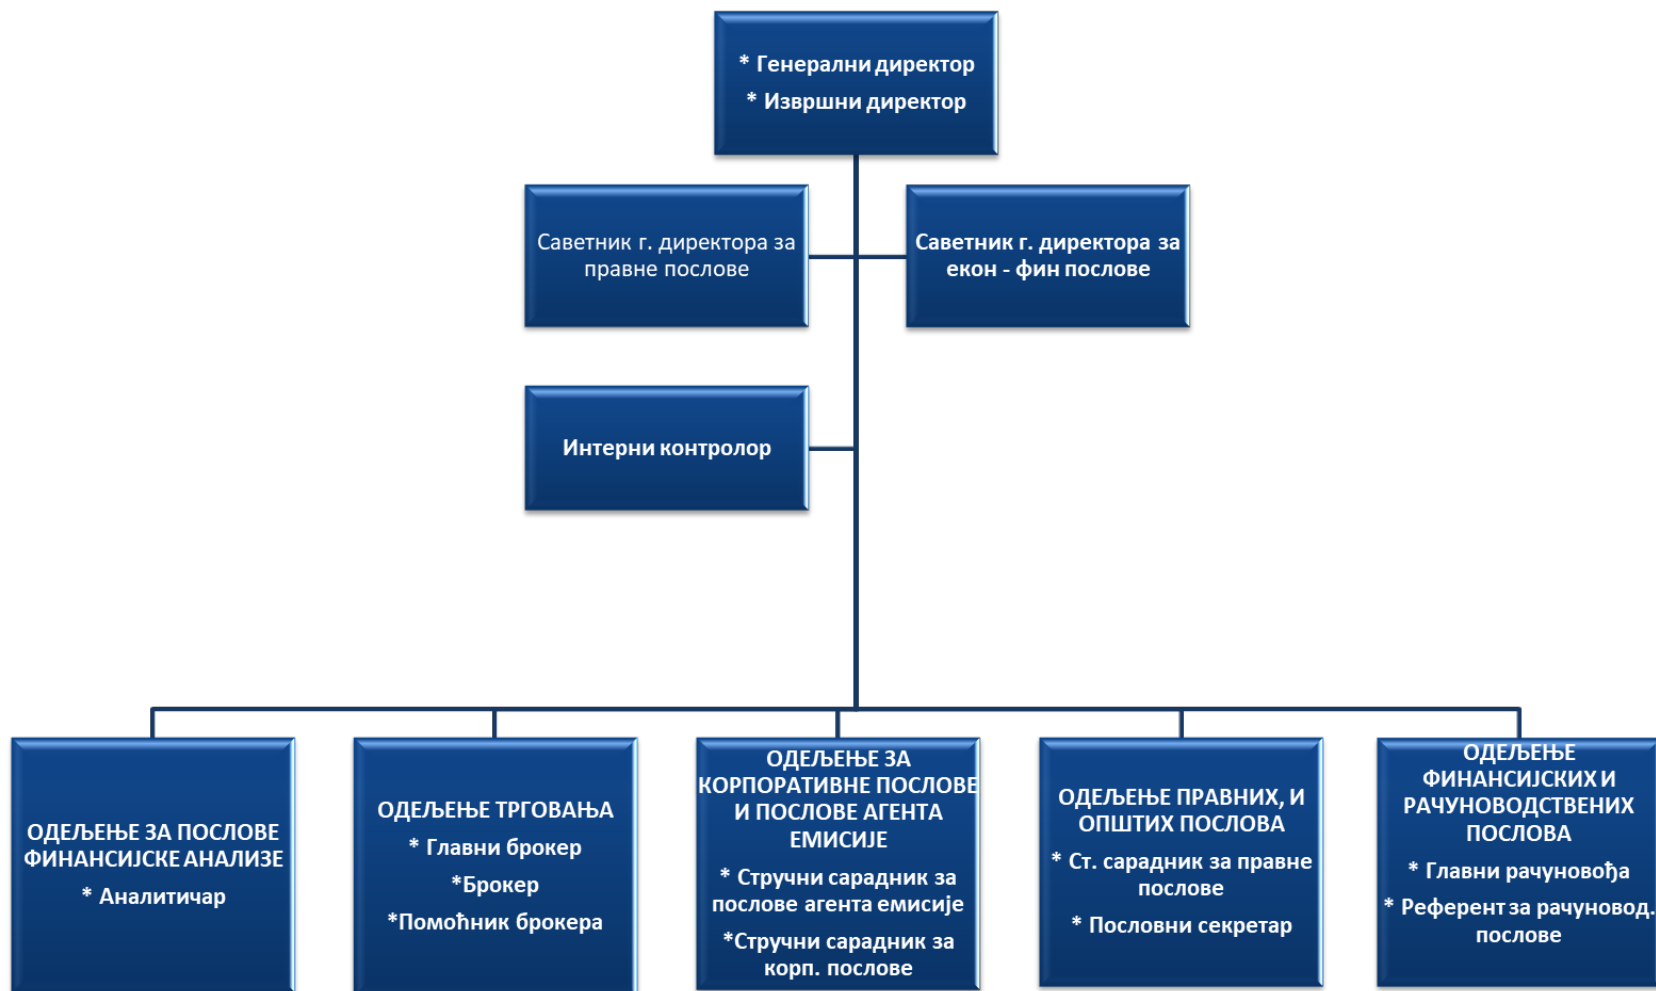 * Генерални директор
* Извршни директор
Саветник г. директора за
правне послове
Саветник г. директора за
екон - фин послове
Интерни контролор
ОДЕЉЕЊЕ ЗА ПОСЛОВЕ
ФИНАНСИЈСКЕ АНАЛИЗЕ
* Аналитичар
ОДЕЉЕЊЕ ТРГОВАЊА
* Главни брокер
*Брокер
*Помоћник брокера
ОДЕЉЕЊЕ ЗА
КОРПОРАТИВНЕ ПОСЛОВЕ
И ПОСЛОВЕ АГЕНТА
ЕМИСИЈЕ
* Стручни сарадник за
послове агента емисије
*Стручни сарадник за
корп. послове
ОДЕЉЕЊЕ ПРАВНИХ, И
ОПШТИХ ПОСЛОВА
* Ст. сарадник за правне
послове
* Пословни секретар
ОДЕЉЕЊЕ
ФИНАНСИЈСКИХ И
РАЧУНОВОДСТВЕНИХ
ПОСЛОВА
* Главни рачуновођа
* Референт за рачуновод.
послове